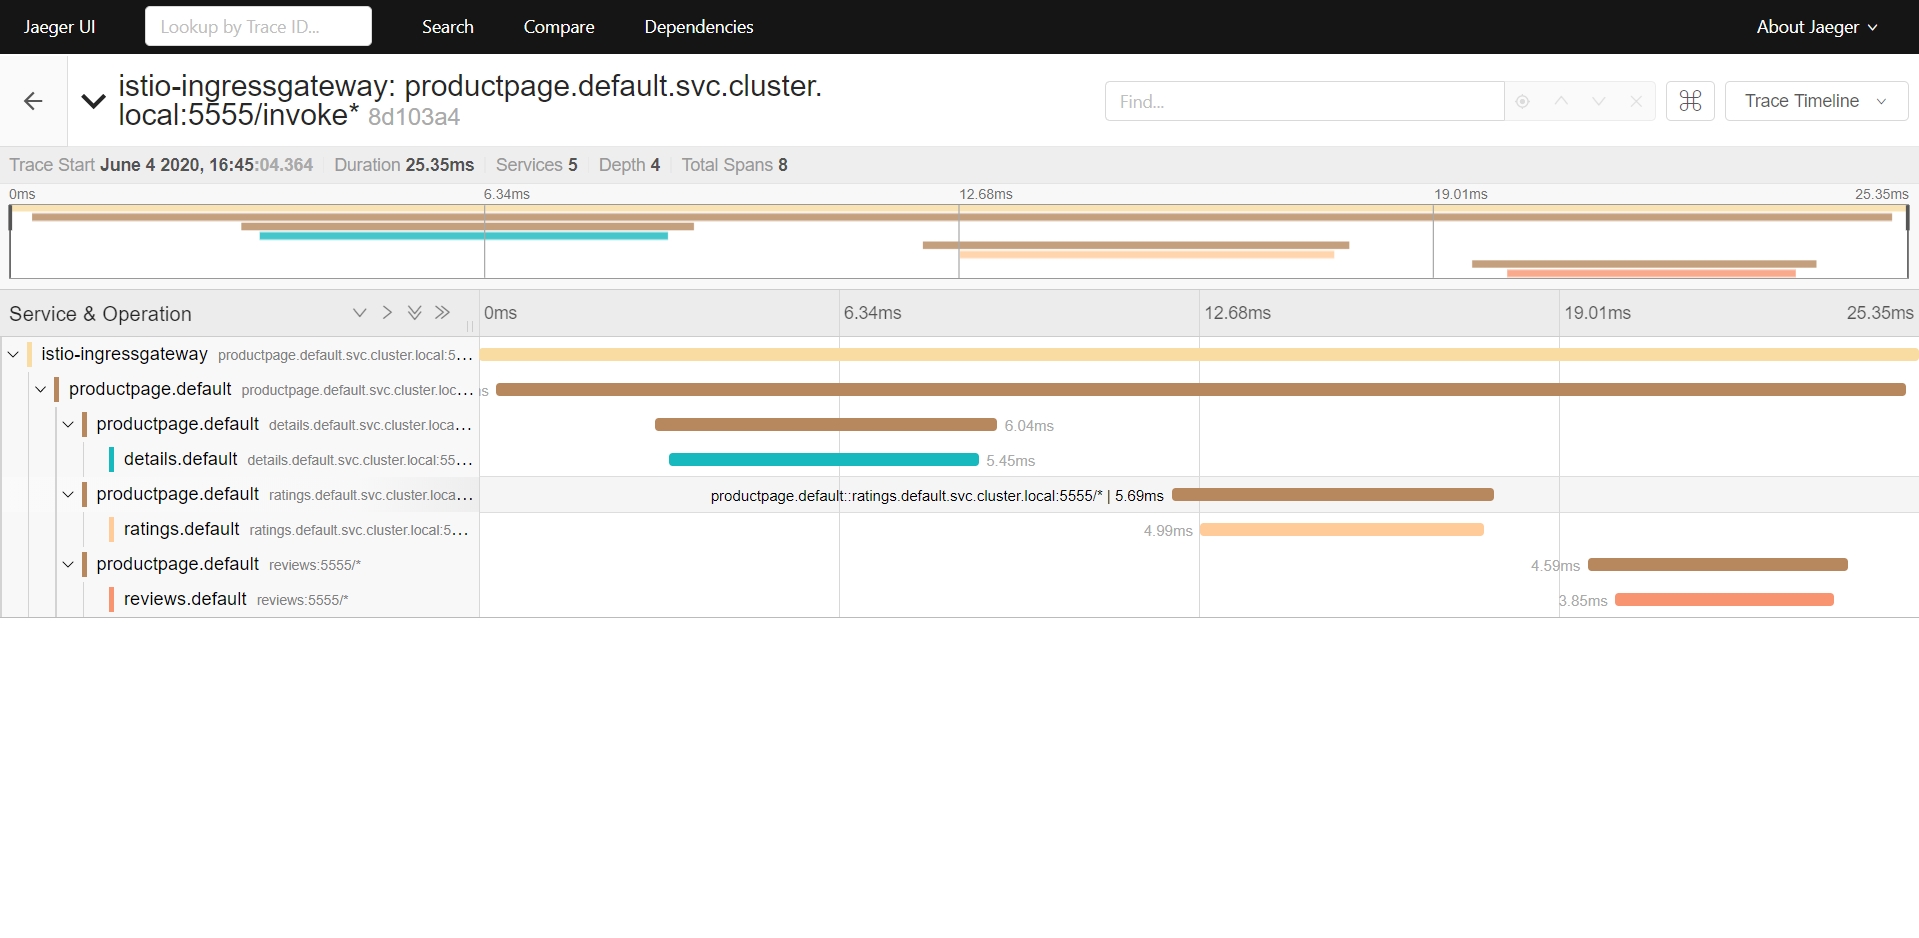 Jaeger UI Lookup by Trace ID... Search Compare Dependencies About Jaeger
istio-ingressgateway: productpage.default.svc.cluster.
local:5555/invoke* 8d103a4
Find... Trace Timeline
Trace Start June 4 2020, 16:45:04.364 Duration 25.35ms Services 5 Depth 4 Total Spans 8
0ms 6.34ms 12.68ms 19.01ms 25.35ms
Service & Operation 0ms 6.34ms 12.68ms 19.01ms 25.35ms
istio-ingressgateway productpage.default.svc.cluster.local:5...
productpage.default productpage.default.svc.cluster.loc...
productpage.default details.default.svc.cluster.loca... 6.04ms
details.default details.default.svc.cluster.local:55... 5.45ms
productpage.default ratings.default.svc.cluster.loca... productpage.default::ratings.default.svc.cluster.local:5555/* | 5.69ms
ratings.default ratings.default.svc.cluster.local:5... 4.99ms
productpage.default reviews:5555/* 4.59ms
reviews.default reviews:5555/* 3.85ms